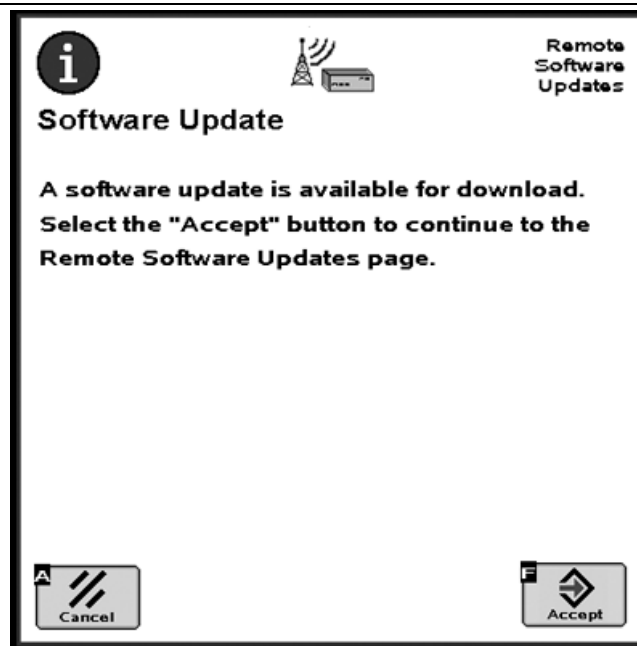 Remote
Software
Updates
Software Update
A software update is available for download.
Select the "Accept" button to continue to the
Remote Software Updates page.
A
Cancel
F
Accept